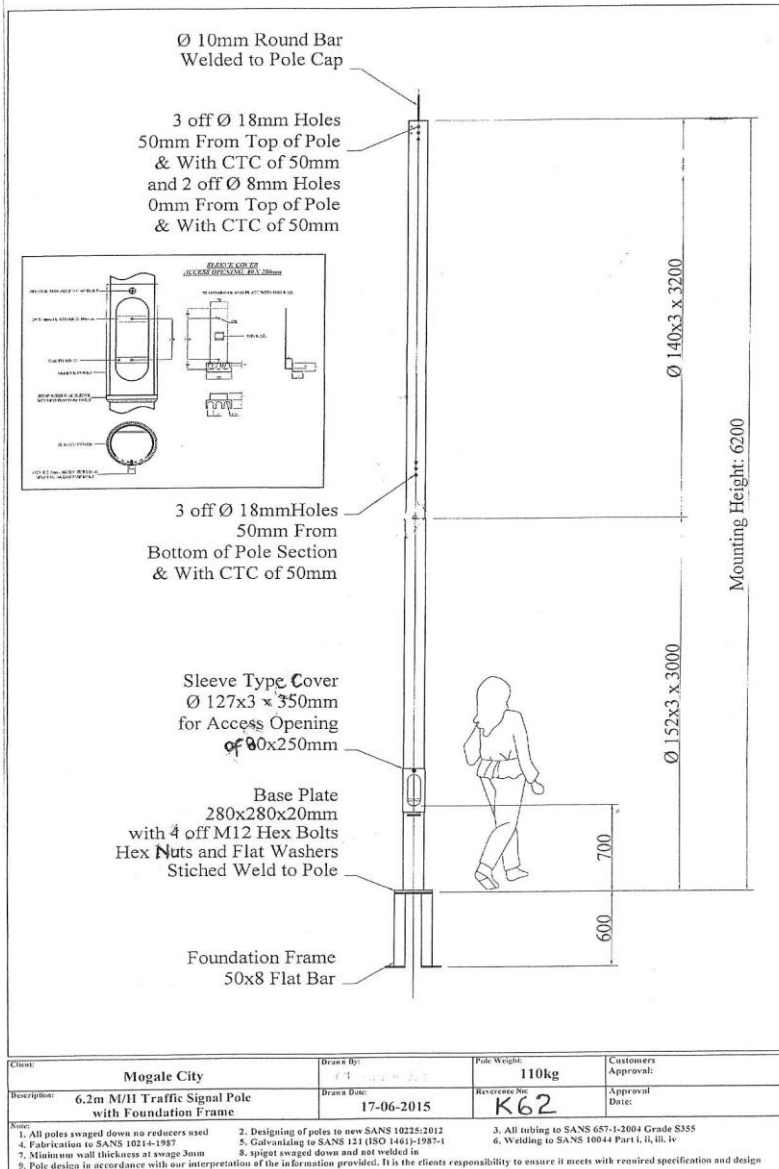 Ø 10mm Round Bar
Welded to Pole Cap
3 off Ø 18mm Holes
50mm From Top of Pole
& With CTC of 50mm
and 2 off Ø 8mm Holes
0mm From Top of Pole
& With CTC of 50mm
SLEEVE COVER
ACCESS OPENING: 80 X 250mm
SLEEVE COVER
3 off Ø 18mmHoles
50mm From
Bottom of Pole Section
& With CTC of 50mm
Sleeve Type Cover
Ø 127x3 x 350mm
for Access Opening
of 80x250mm
Base Plate
280x280x20mm
with 4 off M12 Hex Bolts
Hex Nuts and Flat Washers
Stiched Weld to Pole
Foundation Frame
50x8 Flat Bar
Ø 140x3 x 3200
Ø 152x3 x 3000
Mounting Height: 6200
700
600
Client:
Mogale City
Drawn By:
Pole Weight:
110kg
Customers
Approval:
Description:
6.2m M/H Traffic Signal Pole
with Foundation Frame
Drawn Date:
17-06-2015
Reverence No:
K62
Approval
Date:
Note:
1. All poles swaged down no reducers used
2. Designing of poles to new SANS 10225:2012
3. All tubing to SANS 657-1-2004 Grade S355
4. Fabrication to SANS 10214-1987
5. Galvanizing to SANS 121 (ISO 1461)-1987-1
6. Welding to SANS 10044 Part i, ii, iii, iv
7. Minimum wall thickness at swage 3mm
8. spigot swaged down and not welded in
9. Pole design in accordance with our interpretation of the information provided. It is the clients responsibility to ensure it meets with required specification and design